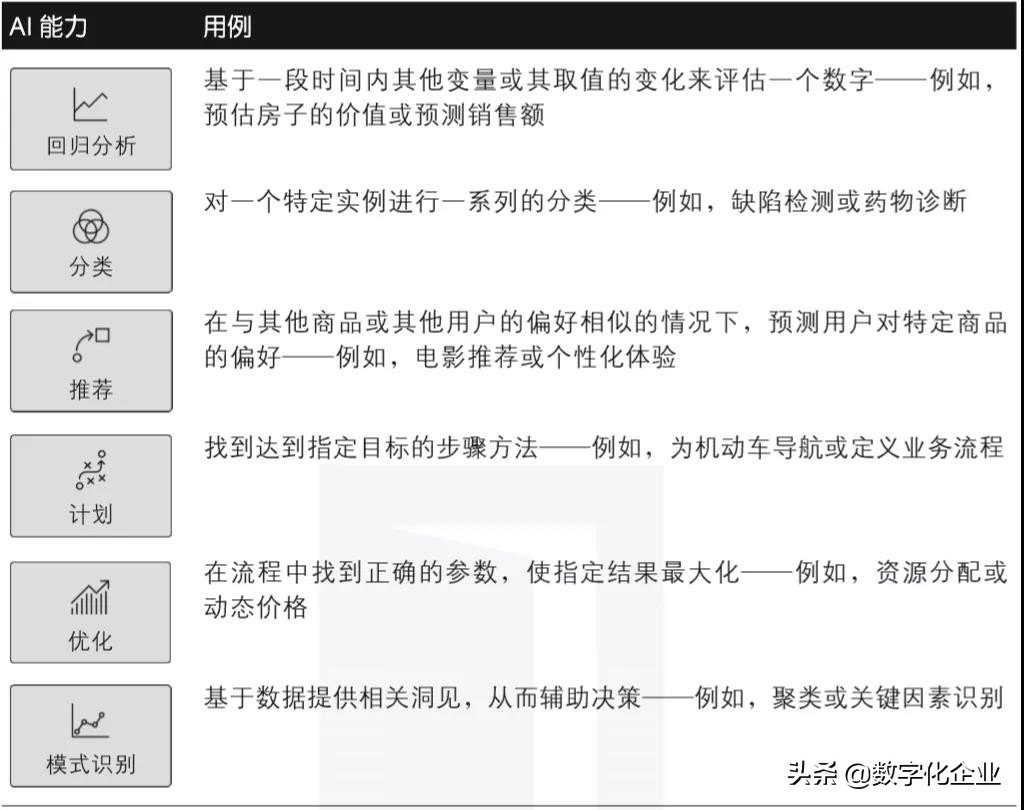 AI 能力 用例
回归分析
基于一段时间内其他变量或其取值的变化来评估一个数字——例如，
预估房子的价值或预测销售额
分类
对一个特定实例进行一系列的分类——例如，缺陷检测或药物诊断
推荐
在与其他商品或其他用户的偏好相似的情况下，预测用户对特定商品
的偏好——例如，电影推荐或个性化体验
计划
找到达到指定目标的步骤方法——例如，为机动车导航或定义业务流程
优化
在流程中找到正确的参数，使指定结果最大化——例如，资源分配或
动态价格
模式识别
基于数据提供相关洞见，从而辅助决策——例如，聚类或关键因素识别
头条 @数字化企业